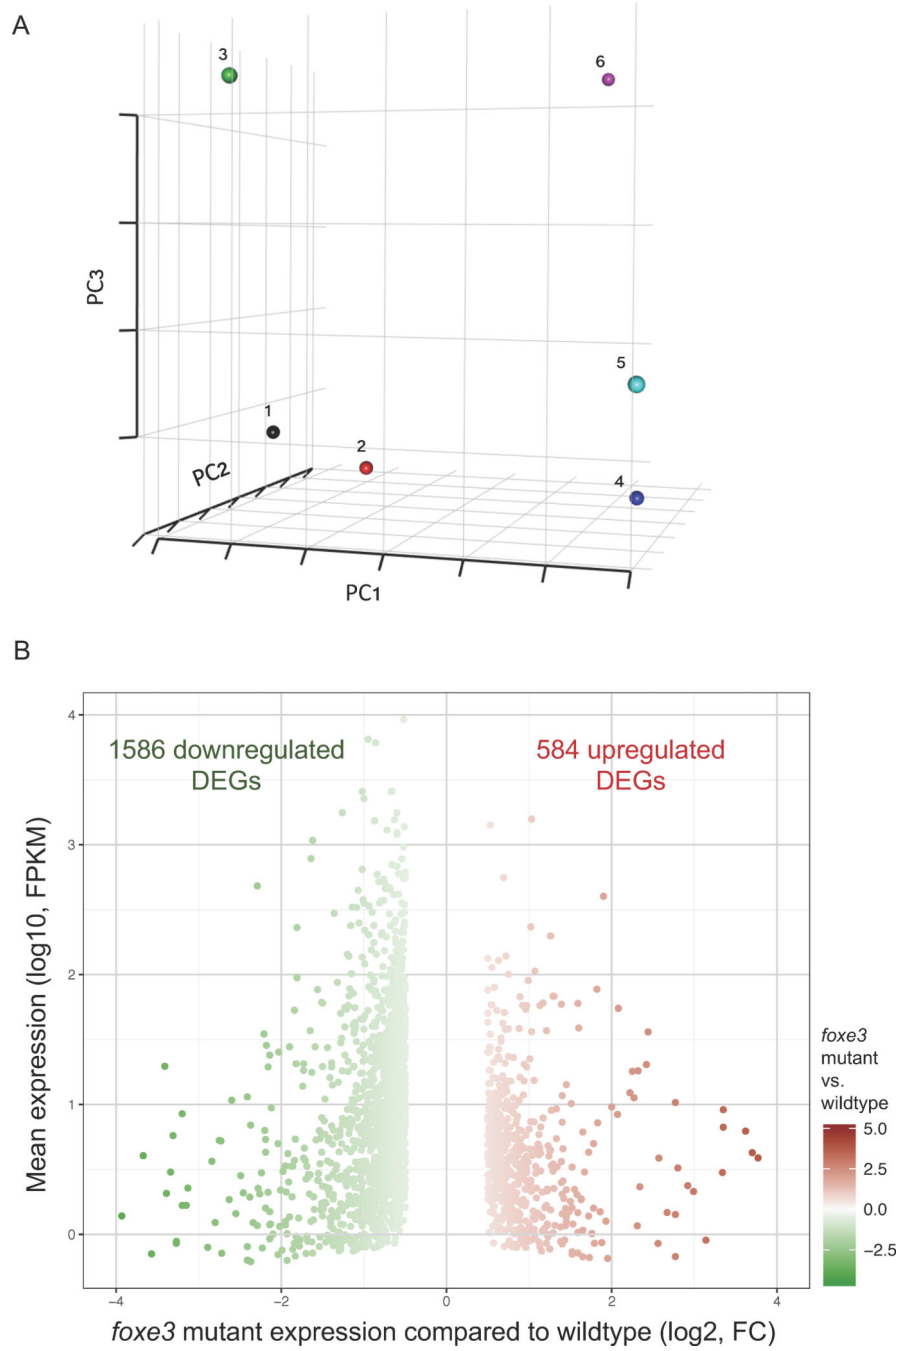 A
3
6
PC3
5
1
2
PC2
4
PC1
B
4
1586 downregulated
DEGs
584 upregulated
DEGs
3
2
1
0
Mean expression (log10, FPKM)
foxe3
mutant
vs.
wildtype
5.0
2.5
0.0
−2.5
−4
−2
0
2
4
foxe3 mutant expression compared to wildtype (log2, FC)